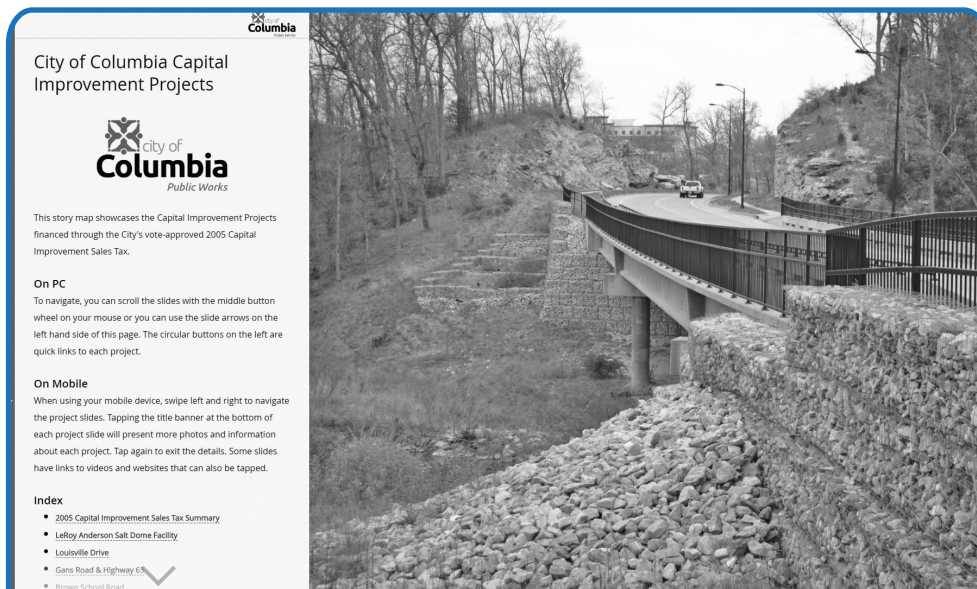 city of
Columbia
Public Works
City of Columbia Capital
Improvement Projects
city of
Columbia
Public Works
This story map showcases the Capital Improvement Projects
financed through the City's vote-approved 2005 Capital
Improvement Sales Tax.
On PC
To navigate, you can scroll the slides with the middle button
wheel on your mouse or you can use the slide arrows on the
left hand side of this page. The circular buttons on the left are
quick links to each project.
On Mobile
When using your mobile device, swipe left and right to navigate
the project slides. Tapping the title banner at the bottom of
each project slide will present more photos and information
about each project. Tap again to exit the details. Some slides
have links to videos and websites that can also be tapped.
Index
2005 Capital Improvement Sales Tax Summary
LeRoy Anderson Salt Dome Facility
Louisville Drive
Gans Road & Highway 63
Brown School Road